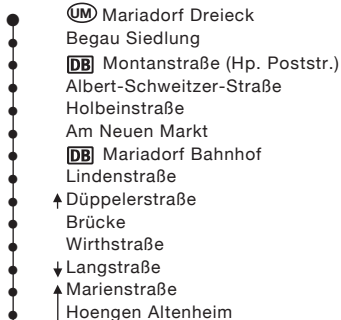 UM Mariadorf Dreieck
Begau Siedlung
DB Montanstraße (Hp. Poststr.)
Albert-Schweitzer-Straße
Holbeinstraße
Am Neuen Markt
DB Mariadorf Bahnhof
Lindenstraße
Düppelerstraße
Brücke
Wirthstraße
Langstraße
Marienstraße
Hoengen Altenheim